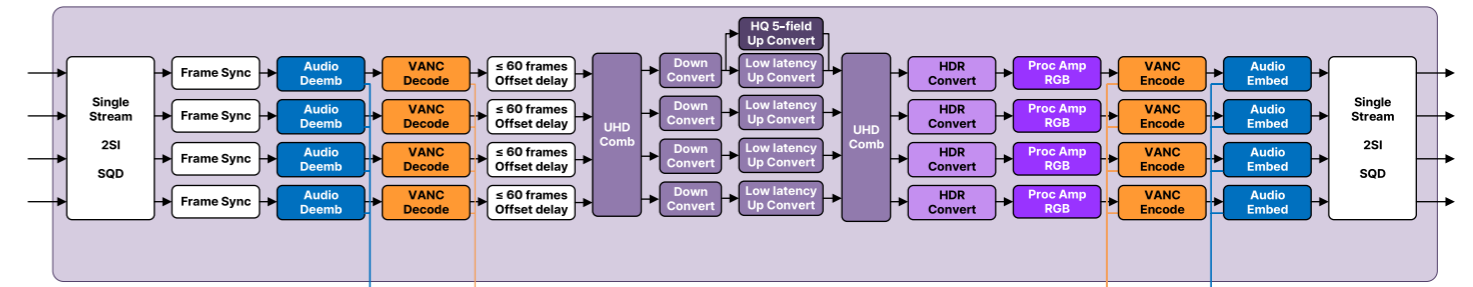 HQ 5-field
Up Convert
Single
Stream
2SI
SQD
Frame Sync
Audio
Deemb
VANC
Decode
≤ 60 frames
Offset delay
UHD
Comb
Down
Convert
Low latency
Up Convert
UHD
Comb
HDR
Convert
Proc Amp
RGB
VANC
Encode
Audio
Embed
Single
Stream
2SI
SQD
Frame Sync
Audio
Deemb
VANC
Decode
≤ 60 frames
Offset delay
Down
Convert
Low latency
Up Convert
HDR
Convert
Proc Amp
RGB
VANC
Encode
Audio
Embed
Frame Sync
Audio
Deemb
VANC
Decode
≤ 60 frames
Offset delay
Down
Convert
Low latency
Up Convert
HDR
Convert
Proc Amp
RGB
VANC
Encode
Audio
Embed
Frame Sync
Audio
Deemb
VANC
Decode
≤ 60 frames
Offset delay
Down
Convert
Low latency
Up Convert
HDR
Convert
Proc Amp
RGB
VANC
Encode
Audio
Embed